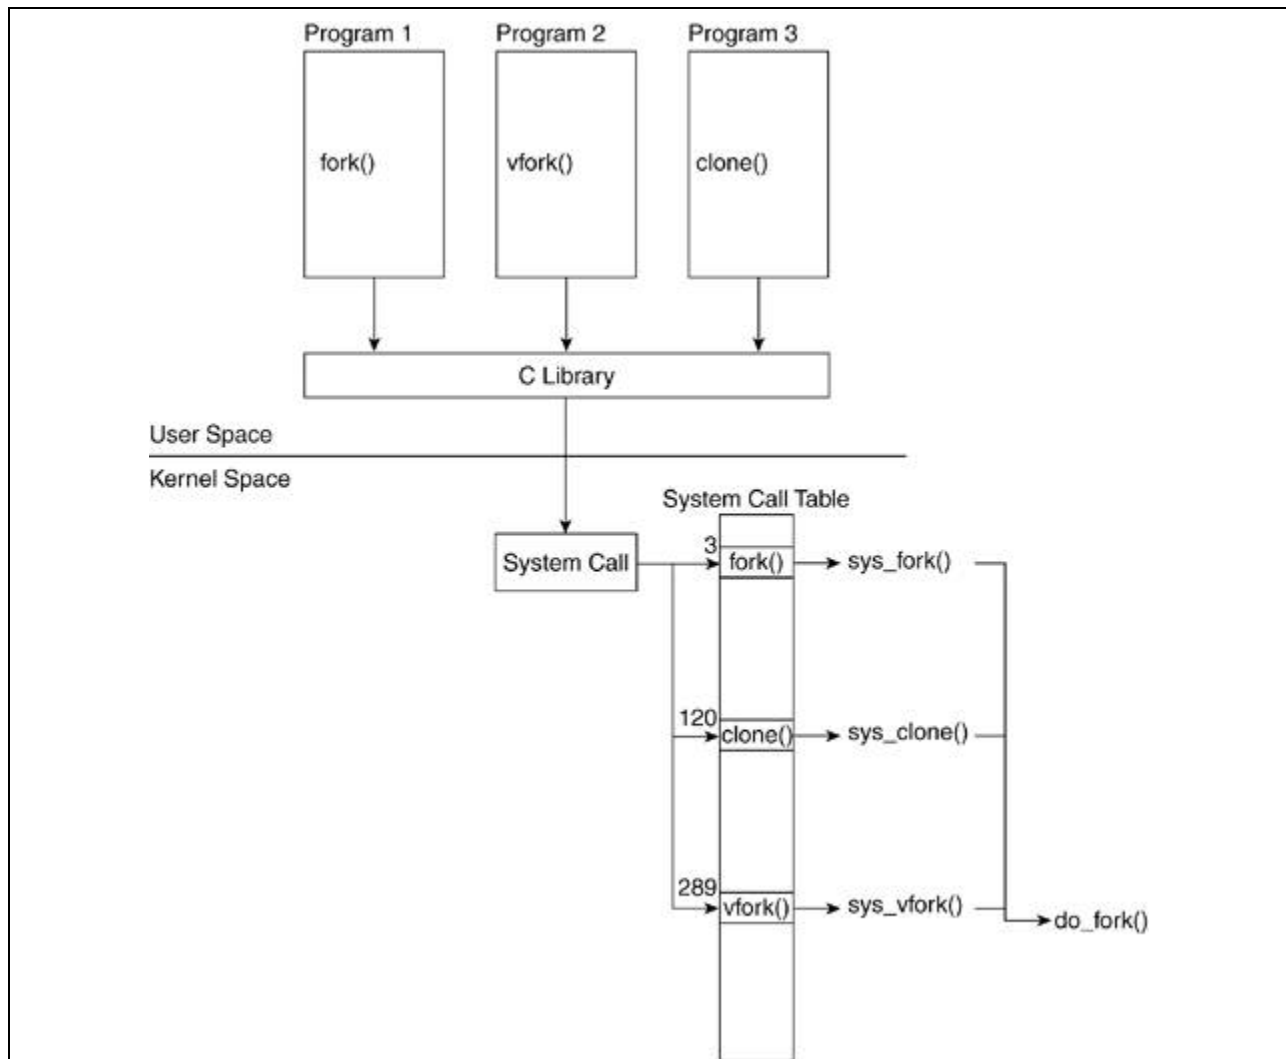 Program 1
Program 2
Program 3
fork()
vfork()
clone()
C Library
User Space
Kernel Space
System Call Table
System Call
3
fork()
sys_fork()
120
clone()
sys_clone()
289
vfork()
sys_vfork()
do_fork()